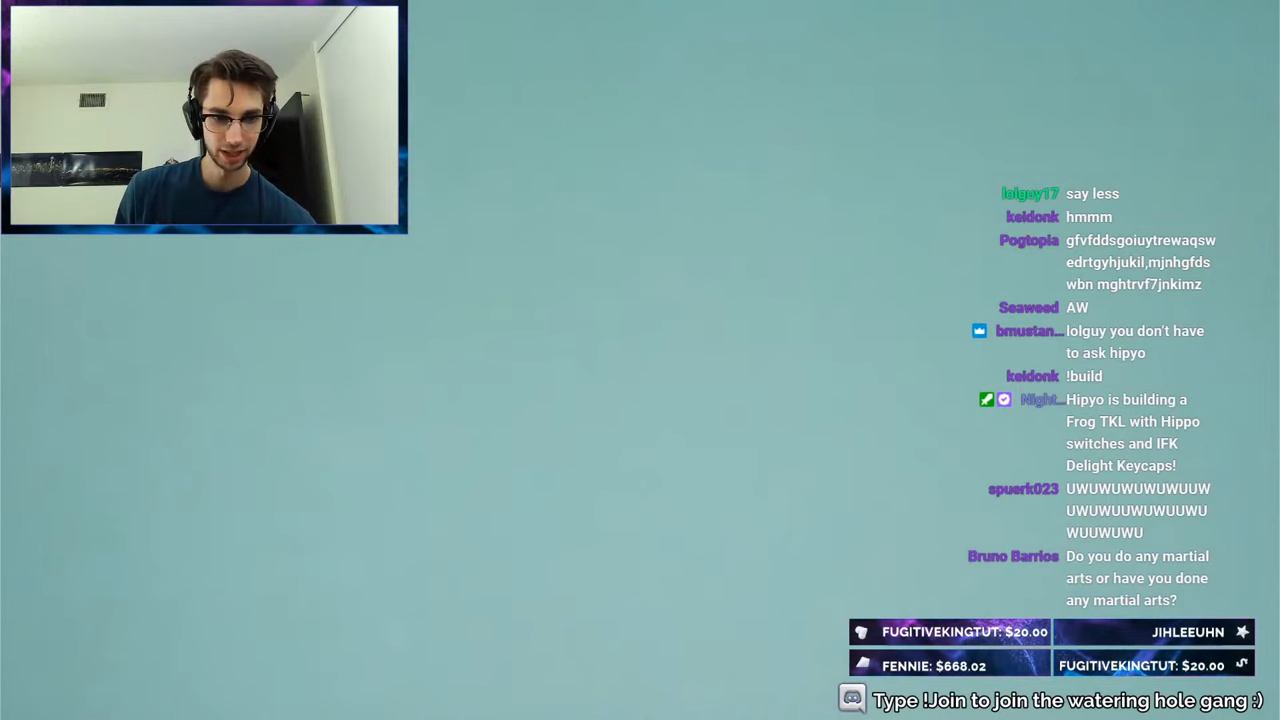 lolguy17 say less
keldonk hmmm
Pogtopia gfvfddsgoiuytrewaqsw
edrtgyhjukil,mjnhgfds
wbn mghtrvf7jnkimz
Seaweed AW
bmustan... lolguy you don't have
to ask hipyo
keldonk !build
Night... Hipyo is building a
Frog TKL with Hippo
switches and IFK
Delight Keycaps!
spuerk023 UWUWUWUWUWUUW
UWUWUUWUWUUWU
WUUWUWU
Bruno Barrios Do you do any martial
arts or have you done
any martial arts?
FUGITIVEKINGTUT: $20.00 JIHLEEUHN
FENNIE: $668.02 FUGITIVEKINGTUT: $20.00
Type !Join to join the watering hole gang :)